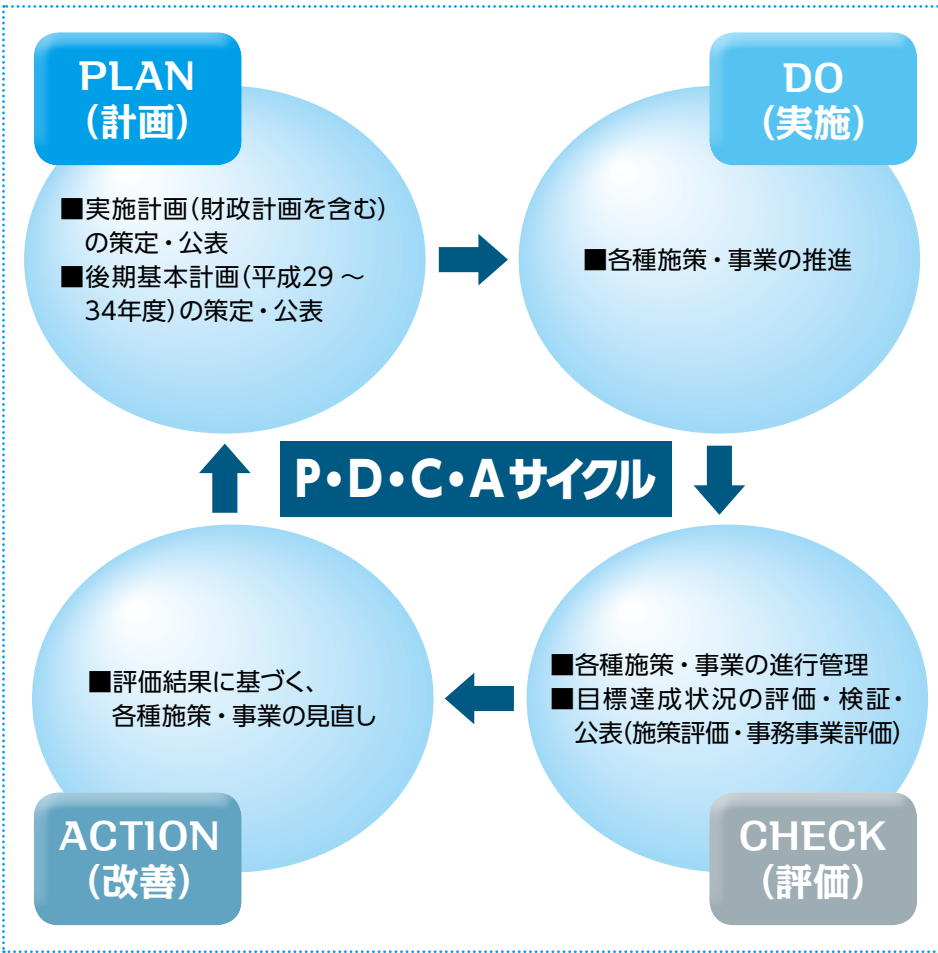 PLAN
(計画)
■実施計画(財政計画を含む)
の策定・公表
■後期基本計画(平成29～
34年度)の策定・公表
DO
(実施)
■各種施策・事業の推進
P・D・C・Aサイクル
■各種施策・事業の進行管理
■目標達成状況の評価・検証・
公表(施策評価・事務事業評価)
CHECK
(評価)
■評価結果に基づく、
各種施策・事業の見直し
ACTION
(改善)